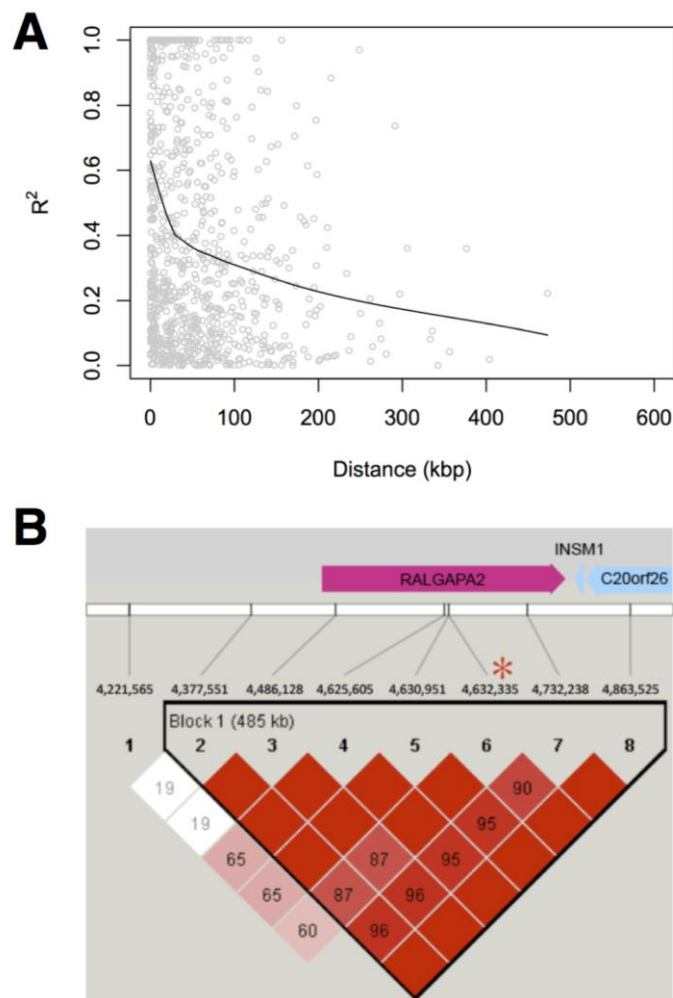 A
R2
1.0
0.8
0.6
0.4
0.2
0.0
0 100 200 300 400 500 600
Distance (kbp)
B
INSM1
RALGAPA2
C20orf26
*
4,221,565 4,377,551 4,486,128 4,625,605 4,630,951 4,632,335 4,732,238 4,863,525
Block 1 (485 kb)
1 2 3 4 5 6 7 8
19 90
19 95
65 87 95
65 87 96
60 96